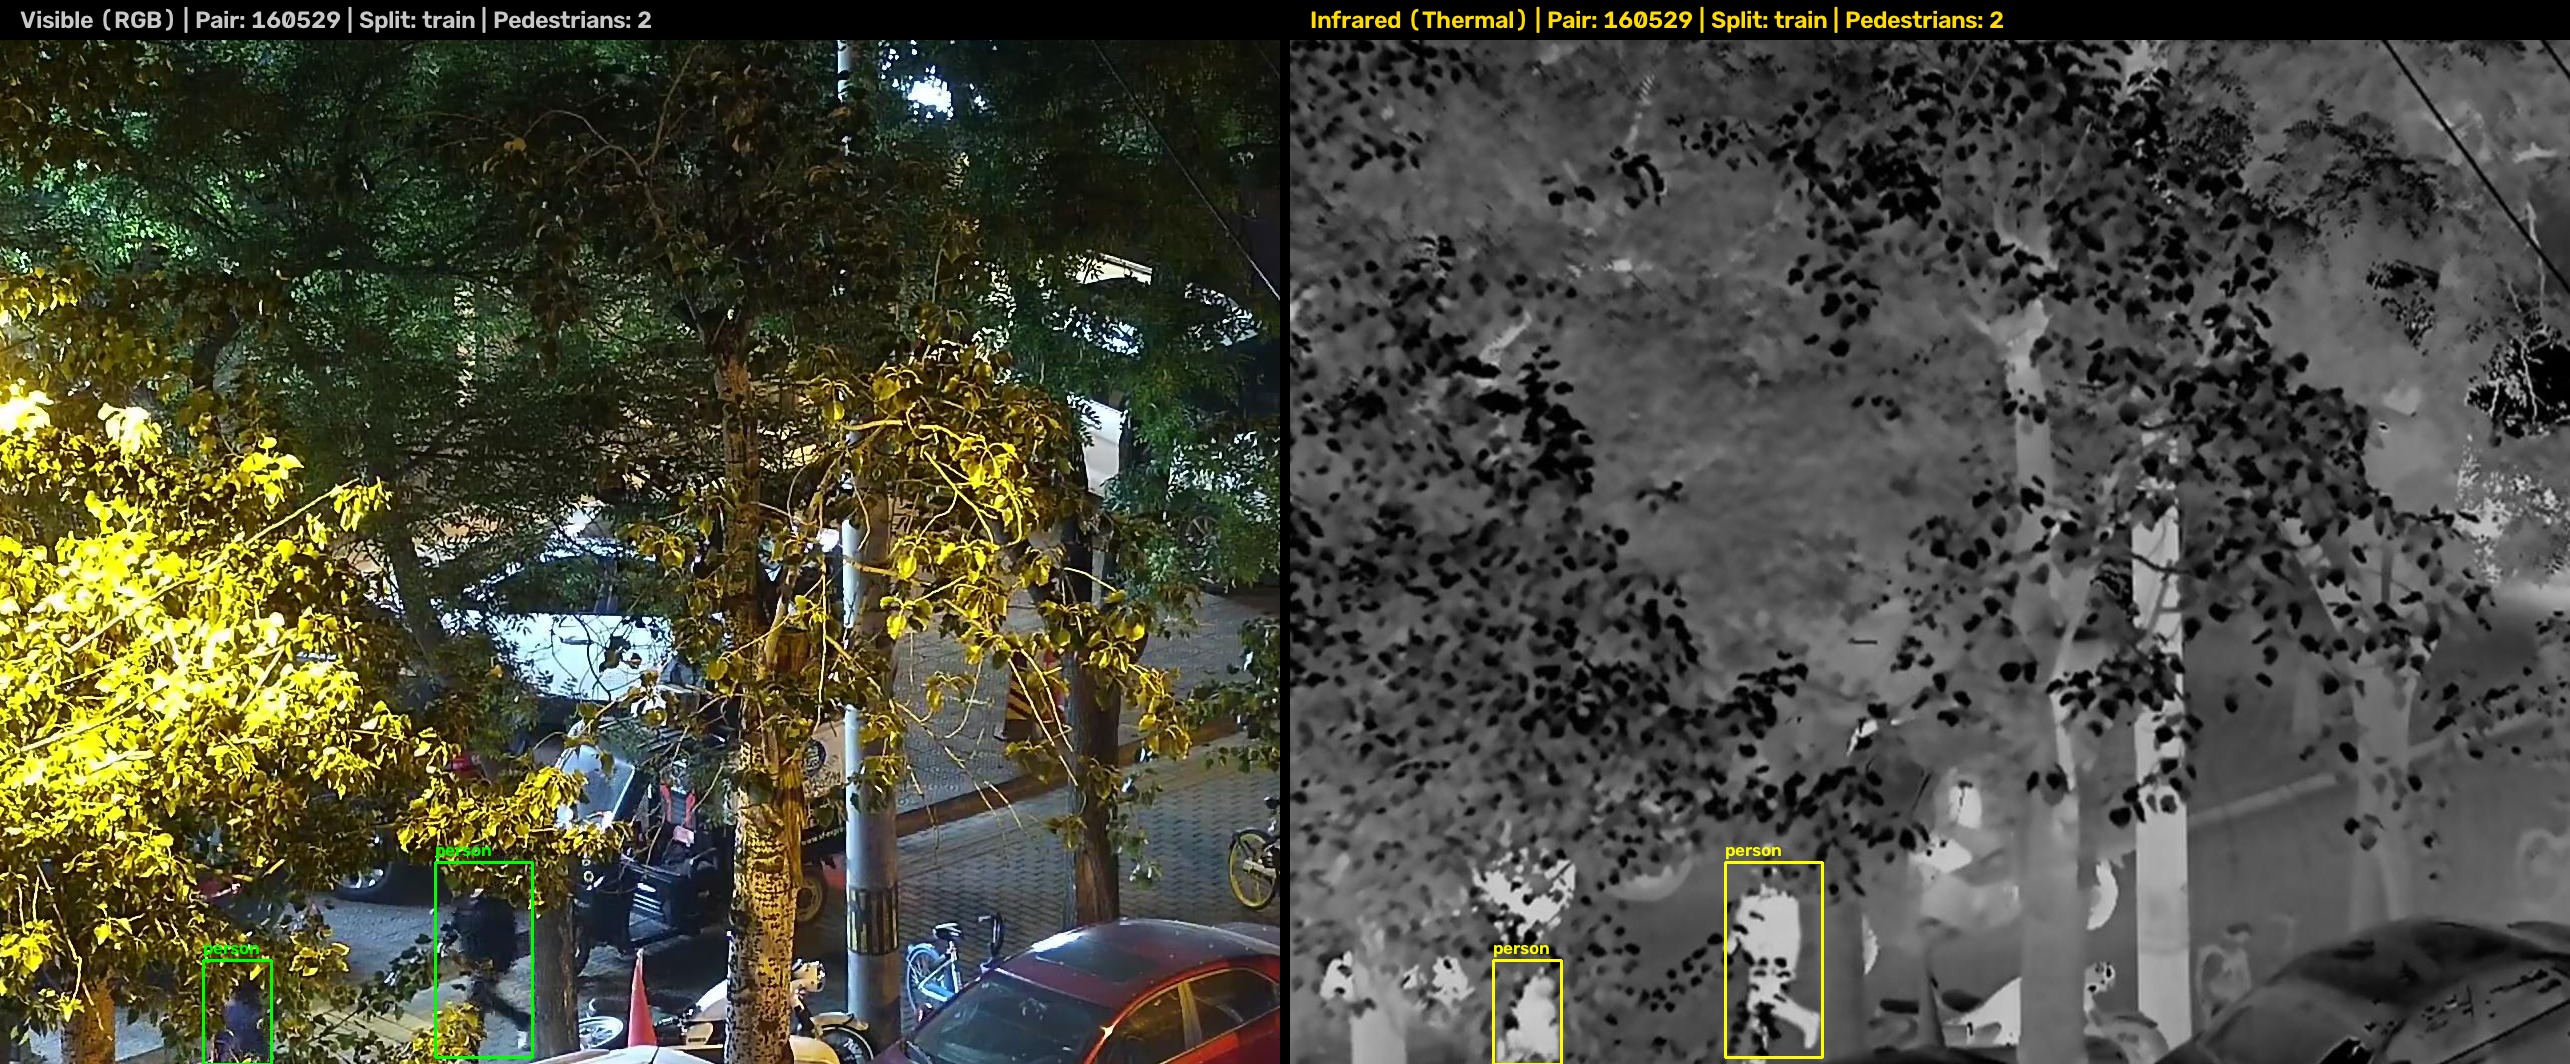 Visible (RGB) | Pair: 160529 | Split: train | Pedestrians: 2
Infrared (Thermal) | Pair: 160529 | Split: train | Pedestrians: 2
person
person
person
person